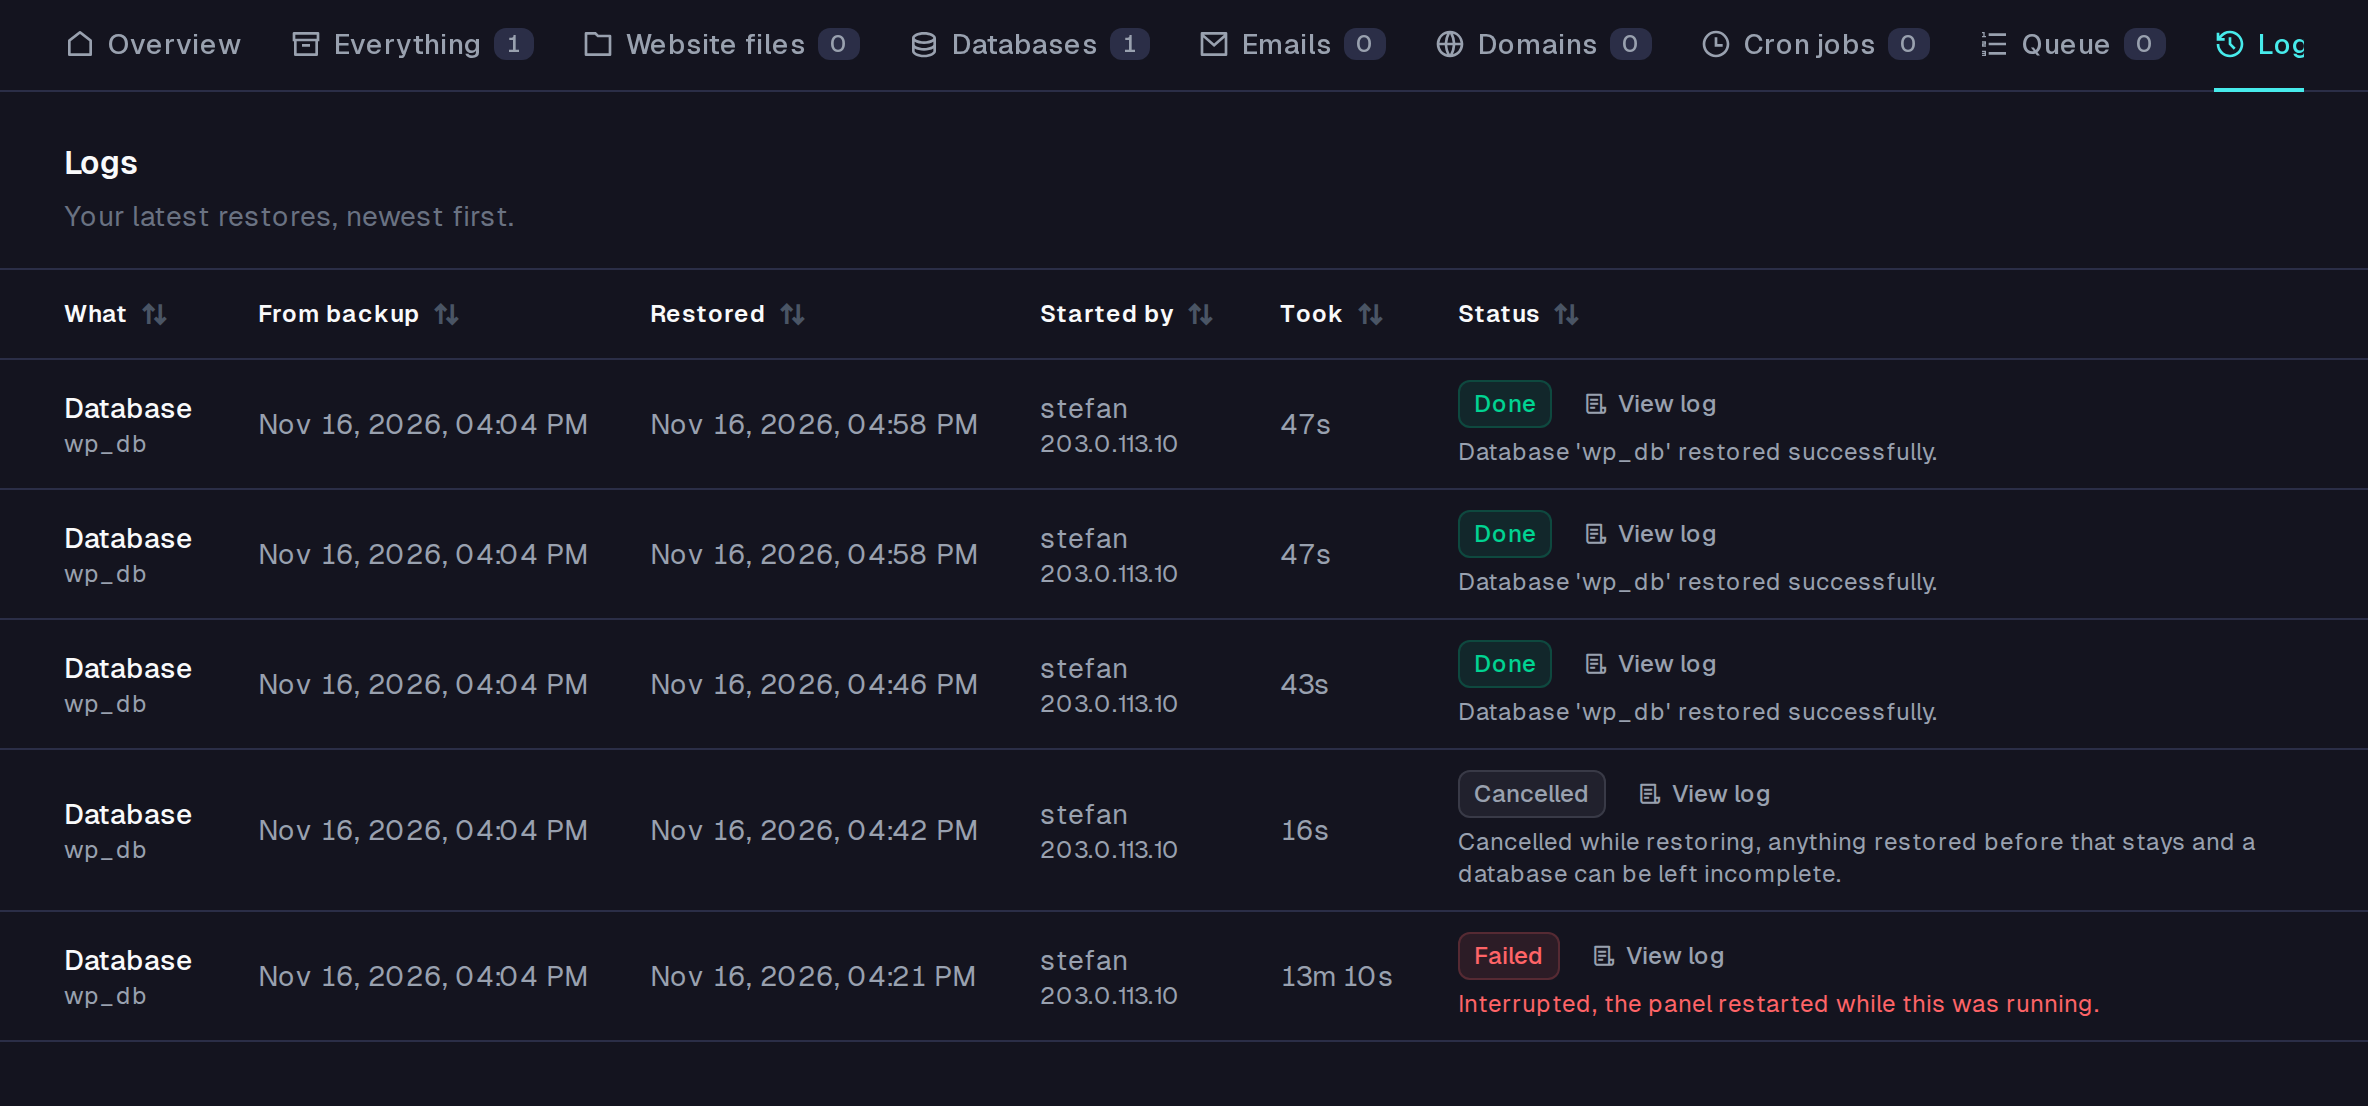 Overview Everything 1 Website files 0 Databases 1 Emails 0 Domains 0 Cron jobs 0 Queue 0 Log
Logs
Your latest restores, newest first.
What From backup Restored Started by Took Status
Database Nov 16, 2026, 04:04 PM Nov 16, 2026, 04:58 PM stefan 47s Done View log
wp_db 203.0.113.10 Database 'wp_db' restored successfully.
Database Nov 16, 2026, 04:04 PM Nov 16, 2026, 04:58 PM stefan 47s Done View log
wp_db 203.0.113.10 Database 'wp_db' restored successfully.
Database Nov 16, 2026, 04:04 PM Nov 16, 2026, 04:46 PM stefan 43s Done View log
wp_db 203.0.113.10 Database 'wp_db' restored successfully.
Database Nov 16, 2026, 04:04 PM Nov 16, 2026, 04:42 PM stefan 16s Cancelled View log
wp_db 203.0.113.10 Cancelled while restoring, anything restored before that stays and a
database can be left incomplete.
Database Nov 16, 2026, 04:04 PM Nov 16, 2026, 04:21 PM stefan 13m 10s Failed View log
wp_db 203.0.113.10 Interrupted, the panel restarted while this was running.